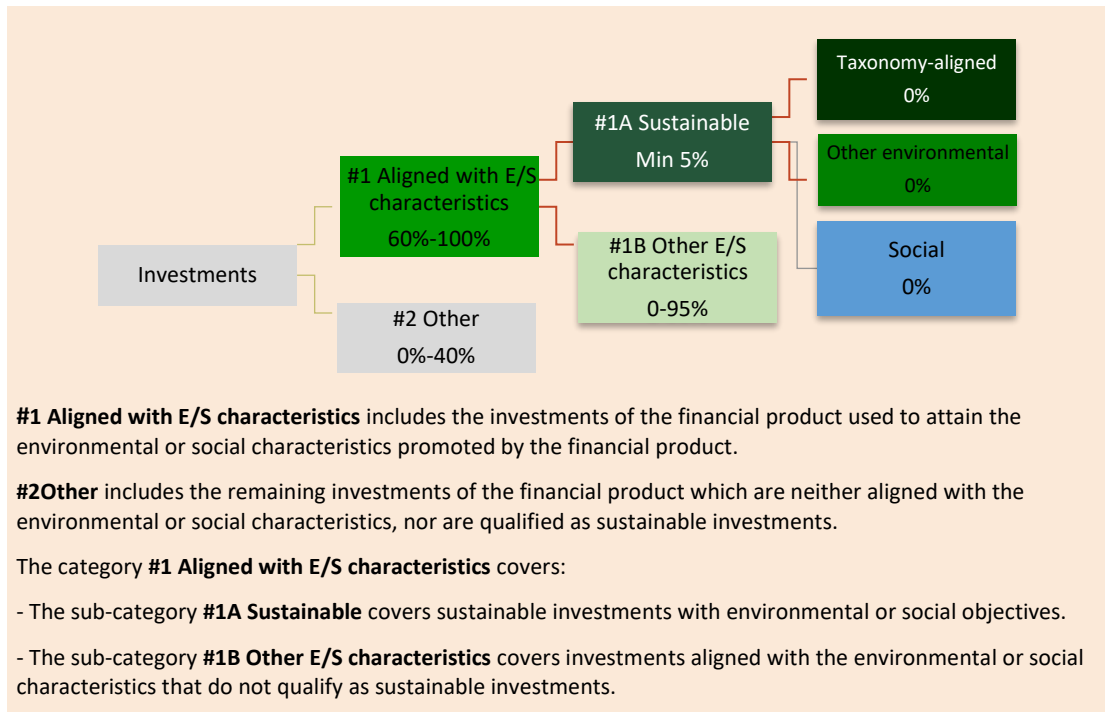 Taxonomy-aligned
0%
#1A Sustainable
Min 5%
Other environmental
0%
#1 Aligned with E/S
characteristics
60%-100%
#1B Other E/S
characteristics
0-95%
Social
0%
Investments
#2 Other
0%-40%
#1 Aligned with E/S characteristics includes the investments of the financial product used to attain the
environmental or social characteristics promoted by the financial product.
#2Other includes the remaining investments of the financial product which are neither aligned with the
environmental or social characteristics, nor are qualified as sustainable investments.
The category #1 Aligned with E/S characteristics covers:
- The sub-category #1A Sustainable covers sustainable investments with environmental or social objectives.
- The sub-category #1B Other E/S characteristics covers investments aligned with the environmental or social
characteristics that do not qualify as sustainable investments.